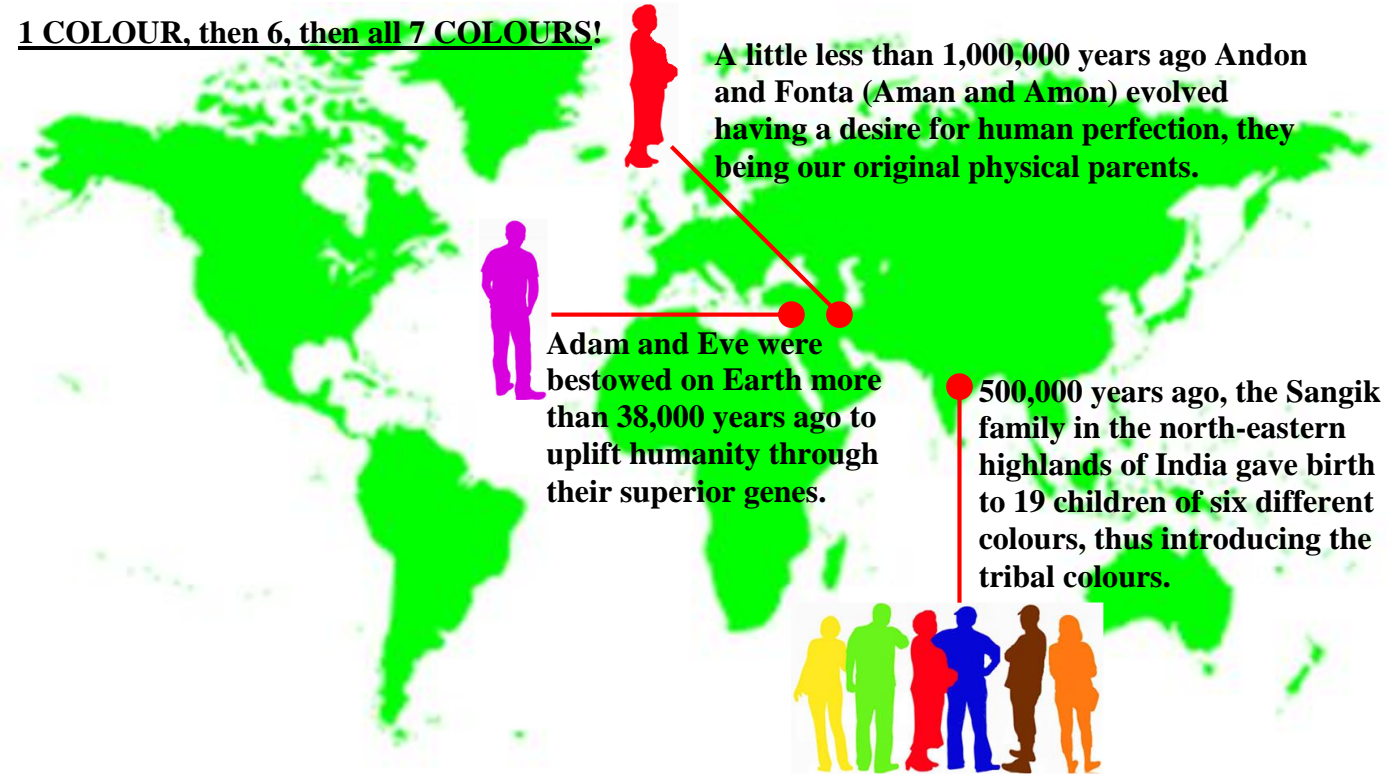 1 COLOUR, then 6, then all 7 COLOURS!
A little less than 1,000,000 years ago Andon
and Fonta (Aman and Amon) evolved
having a desire for human perfection, they
being our original physical parents.
Adam and Eve were
bestowed on Earth more
than 38,000 years ago to
uplift humanity through
their superior genes.
500,000 years ago, the Sangik
family in the north-eastern
highlands of India gave birth
to 19 children of six different
colours, thus introducing the
tribal colours.